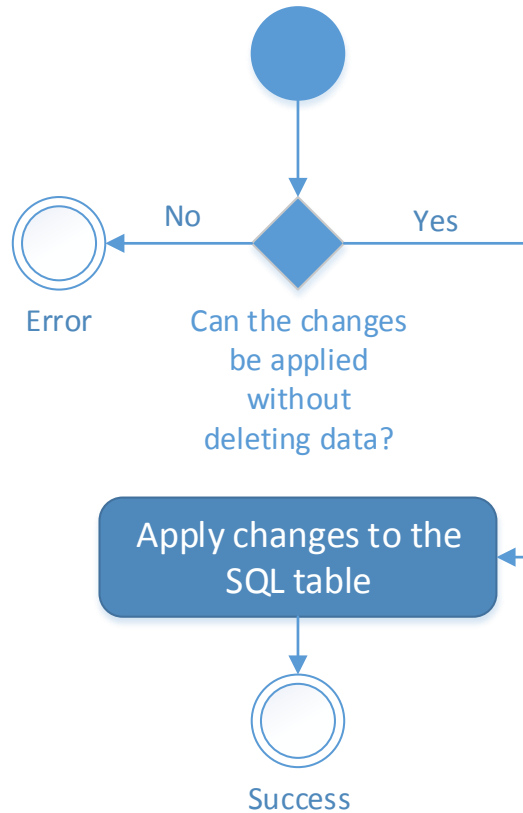 No
Yes
Error
Can the changes
be applied
without
deleting data?
Apply changes to the
SQL table
Success